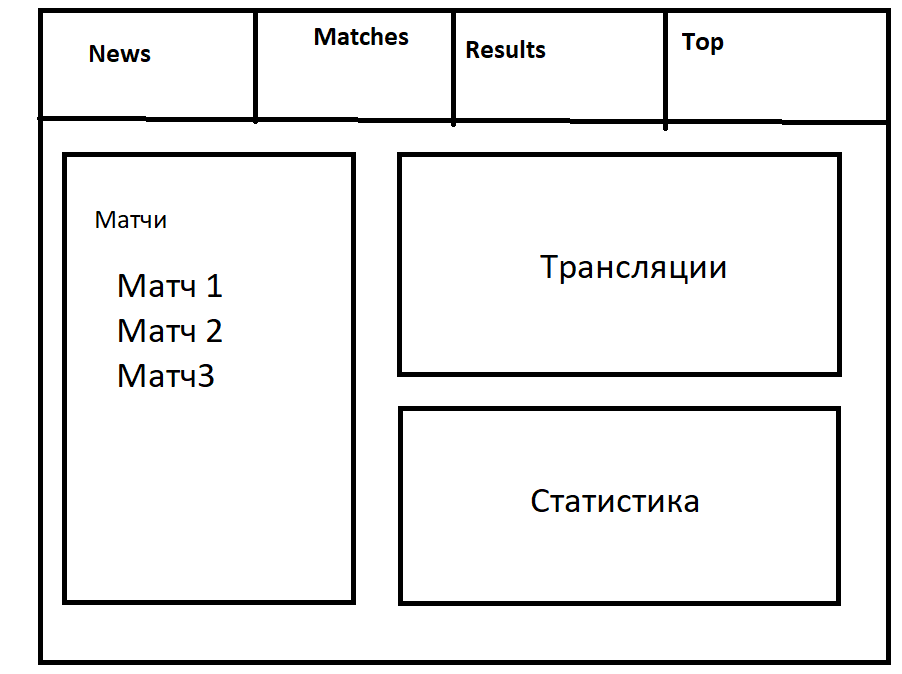 News
Matches
Results
Top
Матчи
Матч 1
Матч 2
Матч3
Трансляции
Статистика